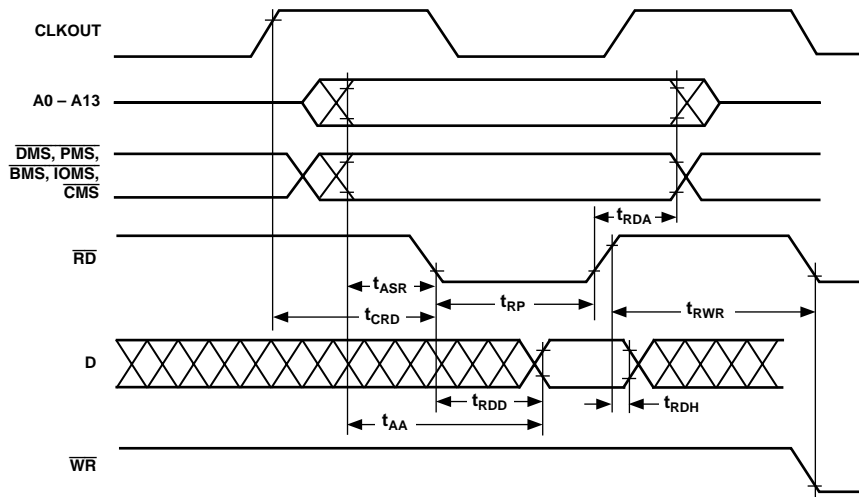 CLKOUT
A0 – A13
DMS, PMS,
BMS, IOMS,
CMS
tRDA
RD
tASR
tRP
tCRD
tRWR
D
tRDD
tRDH
tAA
WR